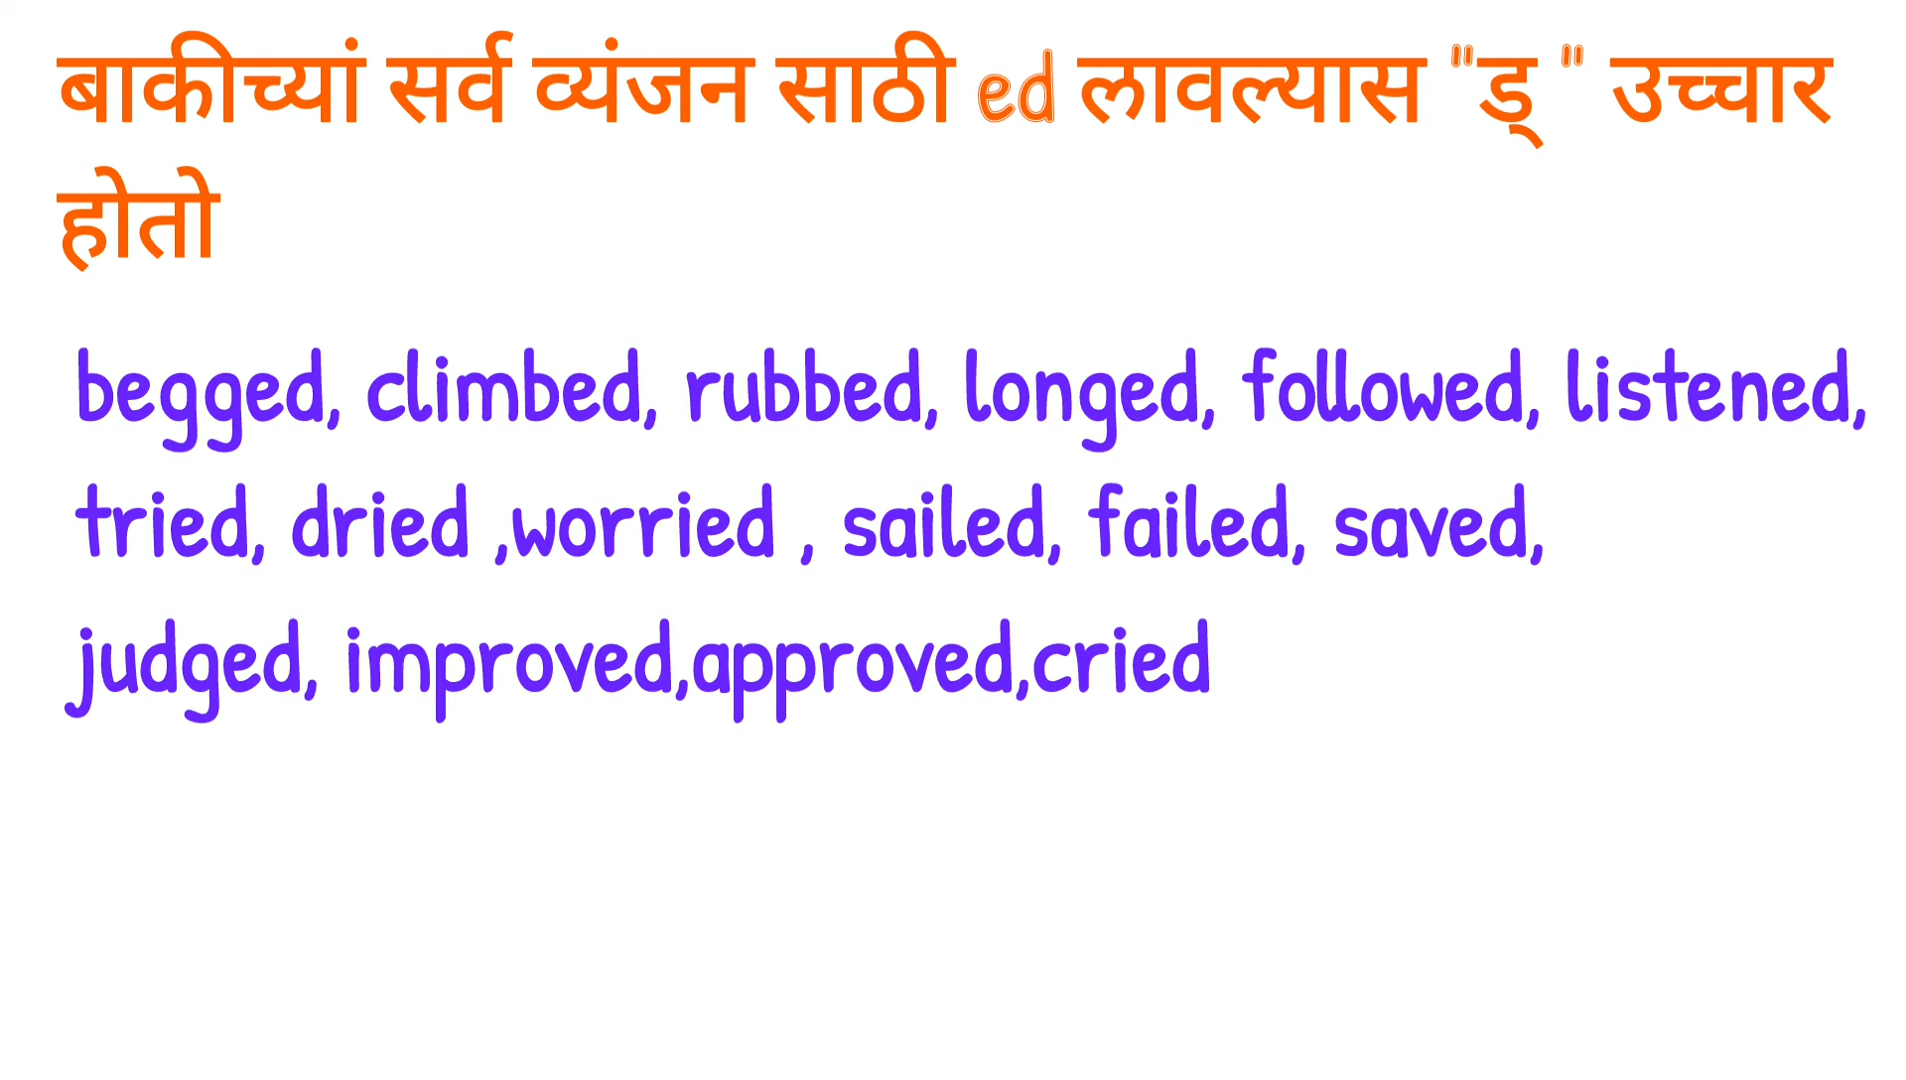 बाकीच्यां सर्व व्यंजन साठी ed लावल्यास "ड् " उच्चार
होतो
begged, climbed, rubbed, longed, followed, listened,
tried, dried ,worried , sailed, failed, saved,
judged, improved,approved,cried